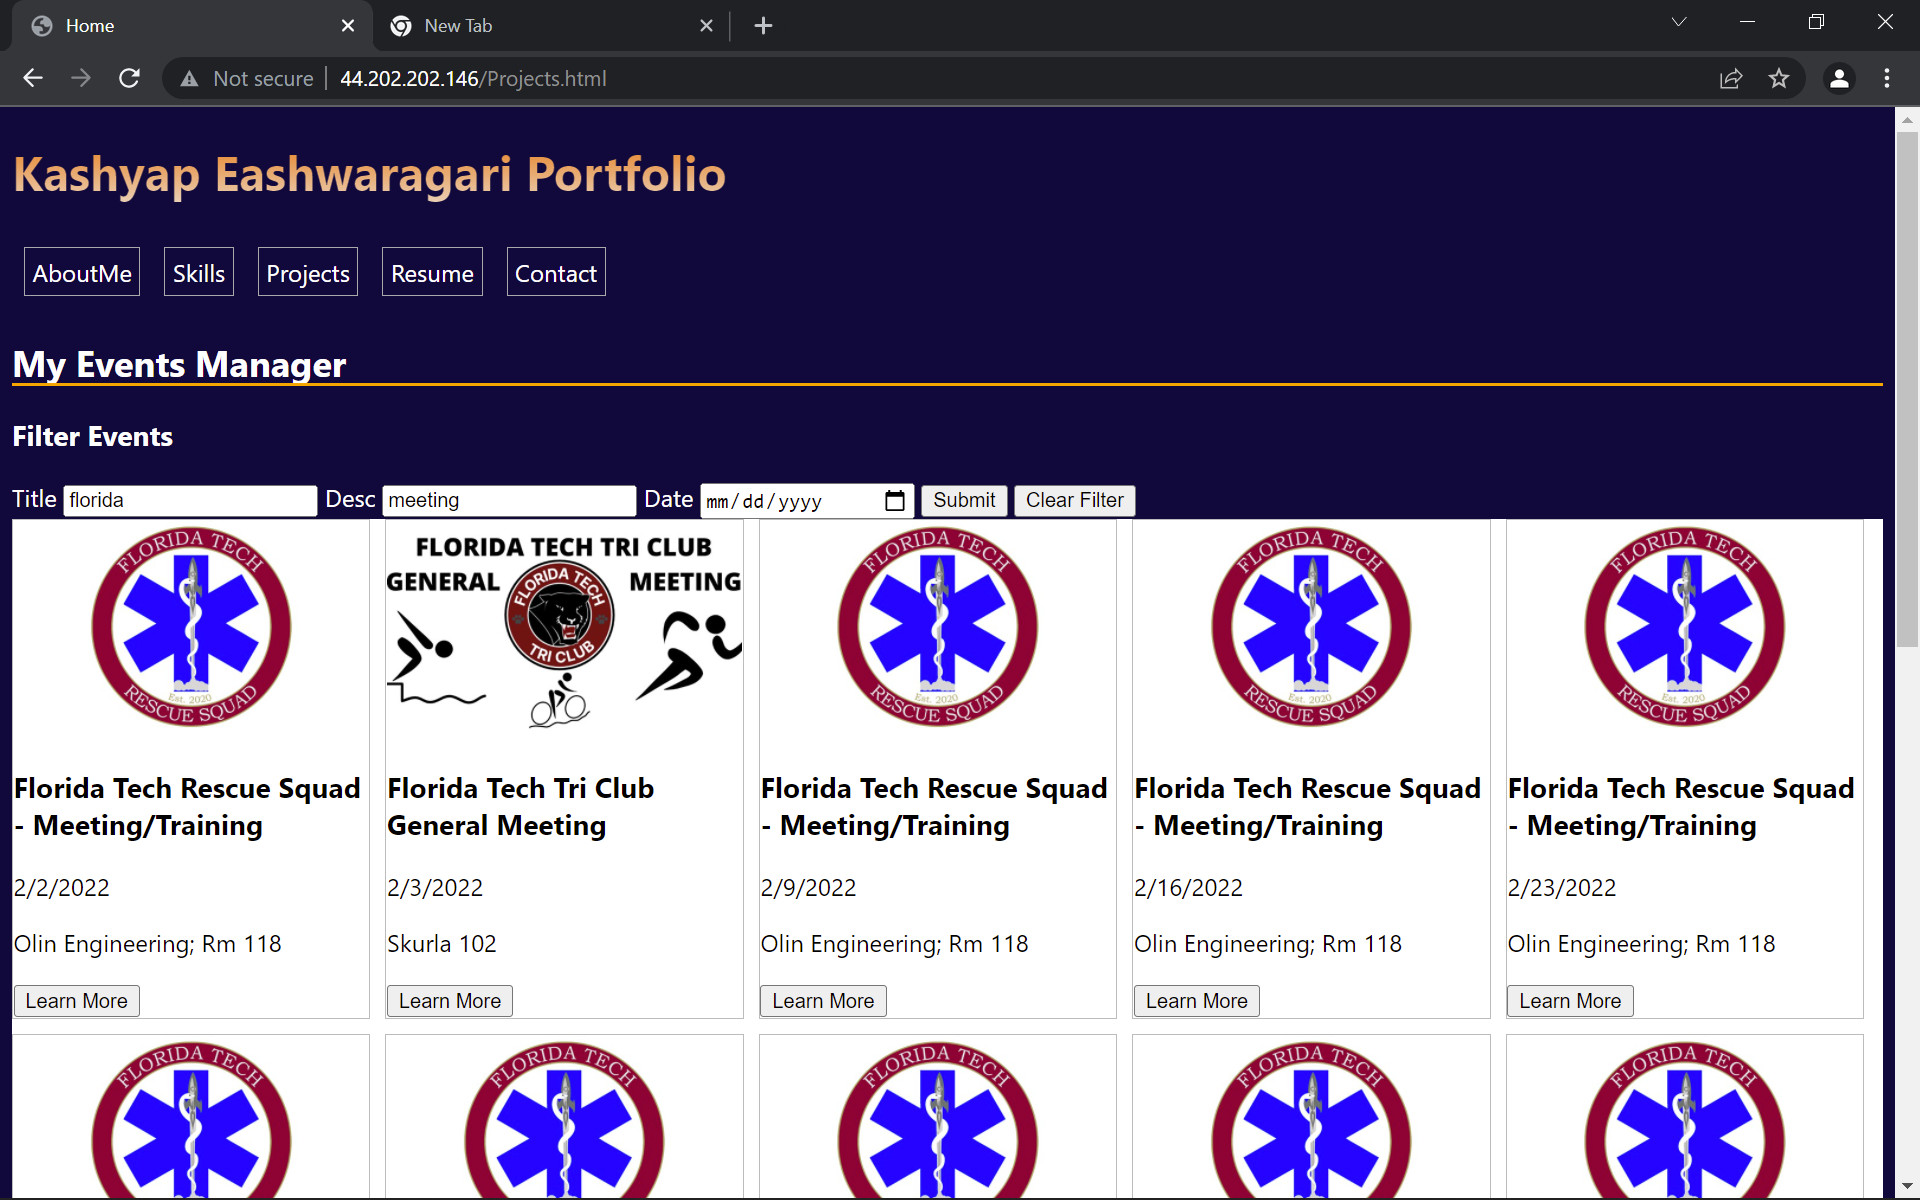 Home
New Tab
Not secure
44.202.202.146/Projects.html
Kashyap Eashwaragari Portfolio
AboutMe Skills Projects Resume Contact
My Events Manager
Filter Events
Title florida Desc meeting Date mm/dd/yyyy Submit Clear Filter
FLORIDA TECH
Est. 2020
RESCUE SQUAD
Florida Tech Rescue Squad
- Meeting/Training
2/2/2022
Olin Engineering; Rm 118
Learn More
FLORIDA TECH TRI CLUB
GENERAL MEETING
FLORIDA TECH
TRI CLUB
Florida Tech Tri Club
General Meeting
2/3/2022
Skurla 102
Learn More
FLORIDA TECH
Est. 2020
RESCUE SQUAD
Florida Tech Rescue Squad
- Meeting/Training
2/9/2022
Olin Engineering; Rm 118
Learn More
FLORIDA TECH
Est. 2020
RESCUE SQUAD
Florida Tech Rescue Squad
- Meeting/Training
2/16/2022
Olin Engineering; Rm 118
Learn More
FLORIDA TECH
Est. 2020
RESCUE SQUAD
Florida Tech Rescue Squad
- Meeting/Training
2/23/2022
Olin Engineering; Rm 118
Learn More
FLORIDA TECH
FLORIDA TECH
FLORIDA TECH
FLORIDA TECH
FLORIDA TECH